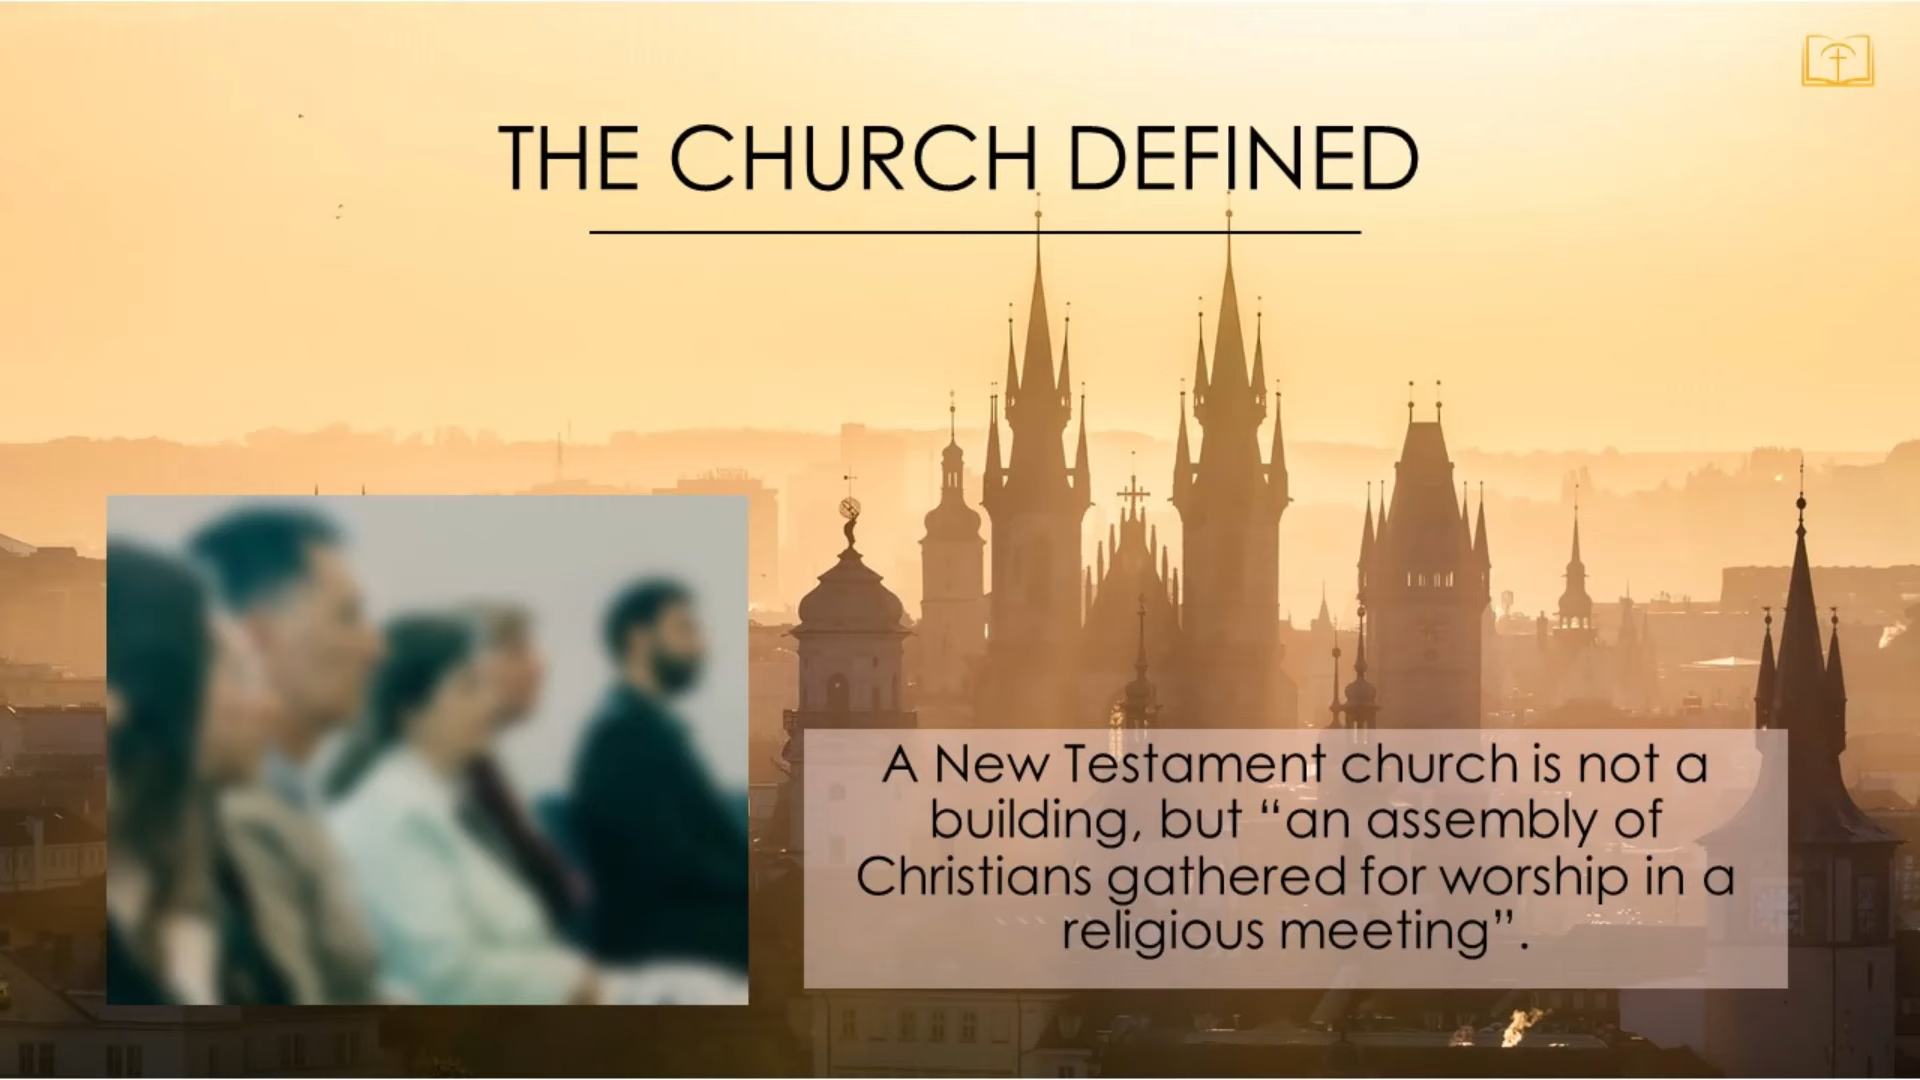 THE CHURCH DEFINED
A New Testament church is not a
building, but “an assembly of
Christians gathered for worship in a
religious meeting”.